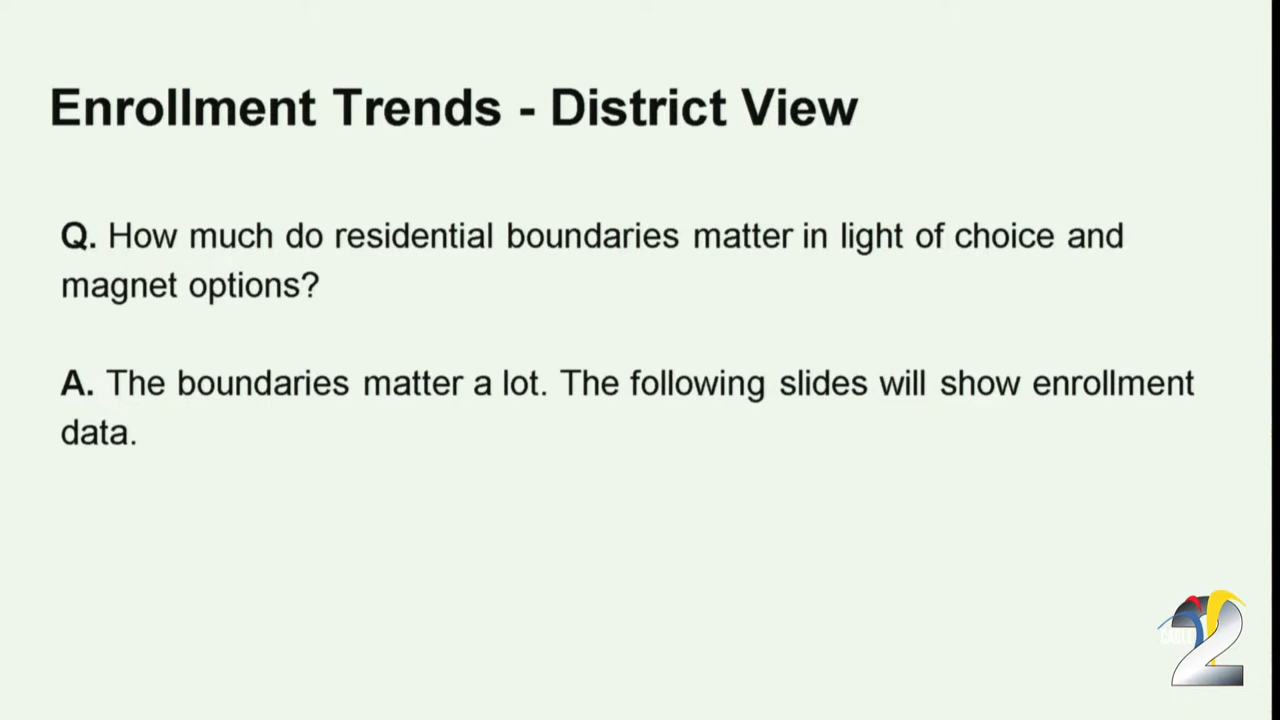 Enrollment Trends - District View
Q. How much do residential boundaries matter in light of choice and
magnet options?
A. The boundaries matter a lot. The following slides will show enrollment
data.
2